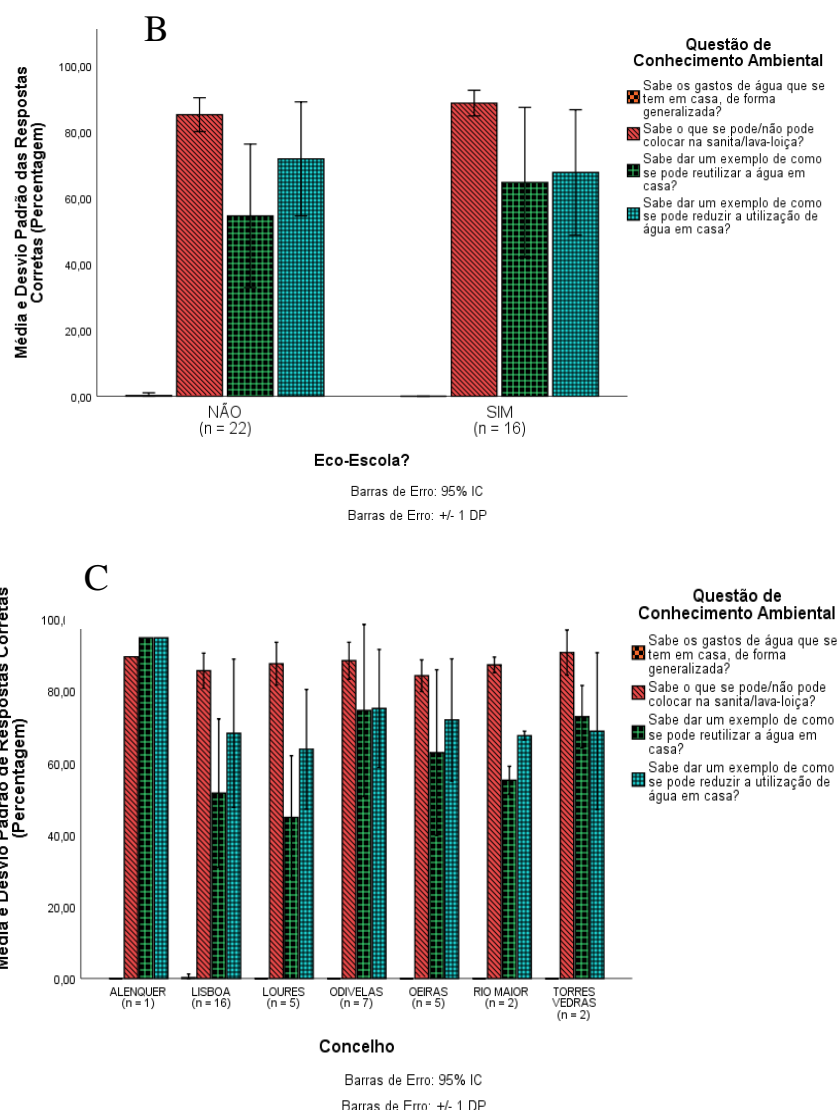 B
Média e Desvio Padrão das Respostas
Corretas (Percentagem)
100,00
80,00
60,00
40,00
20,00
0,00
NÃO
(n = 22)
SIM
(n = 16)
Eco-Escola?
Barras de Erro: 95% IC
Barras de Erro: +/- 1 DP
Questão de
Conhecimento Ambiental
Sabe os gastos de água que se
tem em casa, de forma
generalizada?
Sabe o que se pode/não pode
colocar na sanita/lava-loiça?
Sabe dar um exemplo de como
se pode reutilizar a água em
casa?
Sabe dar um exemplo de como
se pode reduzir a utilização de
água em casa?
C
Média e Desvio Padrão de Respostas Corretas
(Percentagem)
100,(
80,00
60,00
40,00
20,00
0,00
ALENQUER
(n = 1)
LISBOA
(n = 16)
LOURES
(n = 5)
ODIVELAS
(n = 7)
OEIRAS
(n = 5)
RIO MAIOR
(n = 2)
TORRES
VEDRAS
(n = 2)
Concelho
Barras de Erro: 95% IC
Barras de Erro: +/- 1 DP
Questão de
Conhecimento Ambiental
Sabe os gastos de água que se
tem em casa, de forma
generalizada?
Sabe o que se pode/não pode
colocar na sanita/lava-loiça?
Sabe dar um exemplo de como
se pode reutilizar a água em
casa?
Sabe dar um exemplo de como
se pode reduzir a utilização de
água em casa?